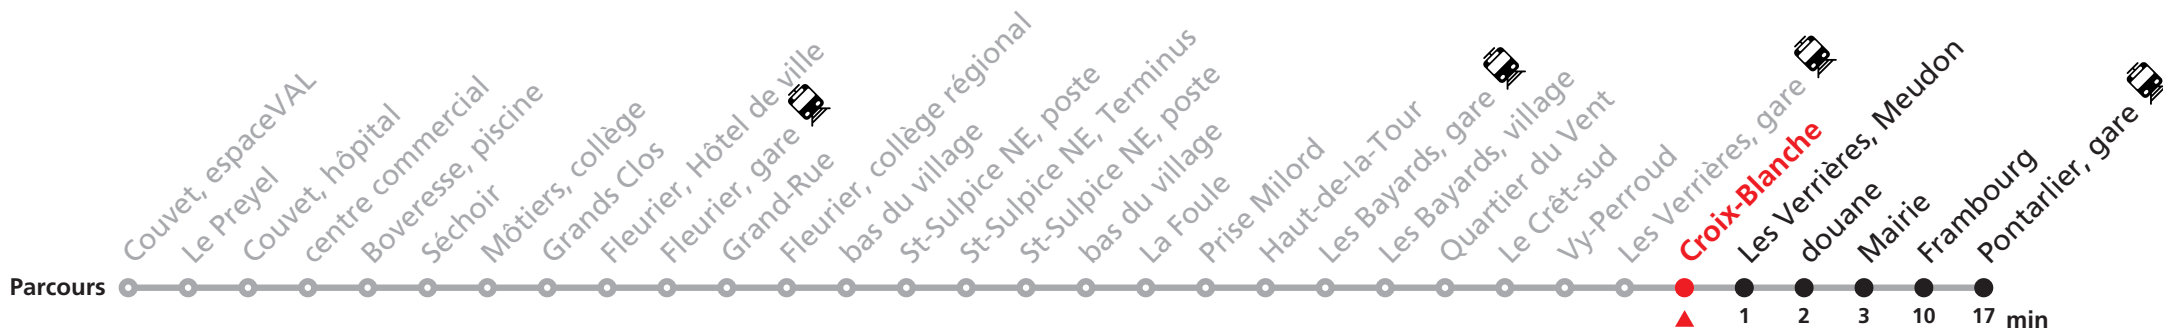 Parcours
Couvet, espaceVAL
Le Preyel
Couvet, hôpital
centre commercial
Boveresse, piscine
Séchoir
Môtiers, collège
Grands Clos
Fleurier, Hôtel de ville
Fleurier, gare
Grand-Rue
Fleurier, collège régional
bas du village
St-Sulpice NE, poste
St-Sulpice NE, Terminus
St-Sulpice NE, poste
bas du village
La Foule
Prise Milord
Haut-de-la-Tour
Les Bayards, gare
Les Bayards, village
Quartier du Vent
Le Crêt-sud
Vy-Perroud
Les Verrières, gare
Croix-Blanche
Les Verrières, Meudon
douane
Mairie
Frambourg
Pontarlier, gare
1 2 3 10 17 min